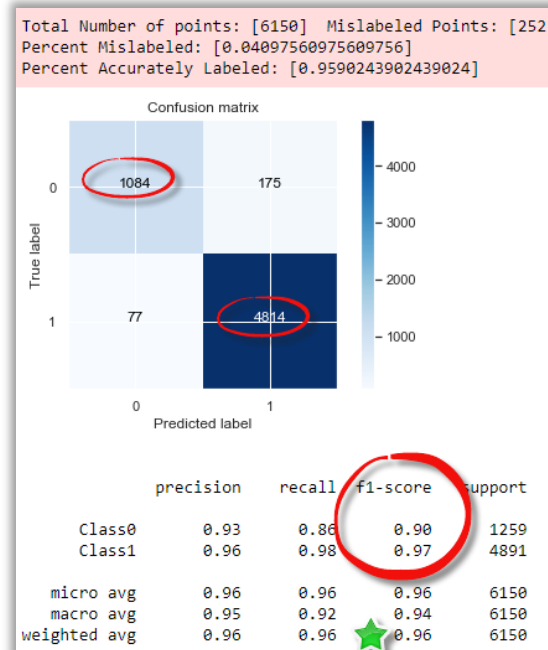 Total Number of points: [6150]  Mislabeled Points: [252
Percent Mislabeled: [0.04097560975609756]
Percent Accurately Labeled: [0.9590243902439024]
Confusion matrix
0 1084 175
1 77 4814
True label
4000
3000
2000
1000
0 1
Predicted label
precision recall f1-score support
Class0 0.93 0.86 0.90 1259
Class1 0.96 0.98 0.97 4891
micro avg 0.96 0.96 0.96 6150
macro avg 0.95 0.92 0.94 6150
weighted avg 0.96 0.96 0.96 6150